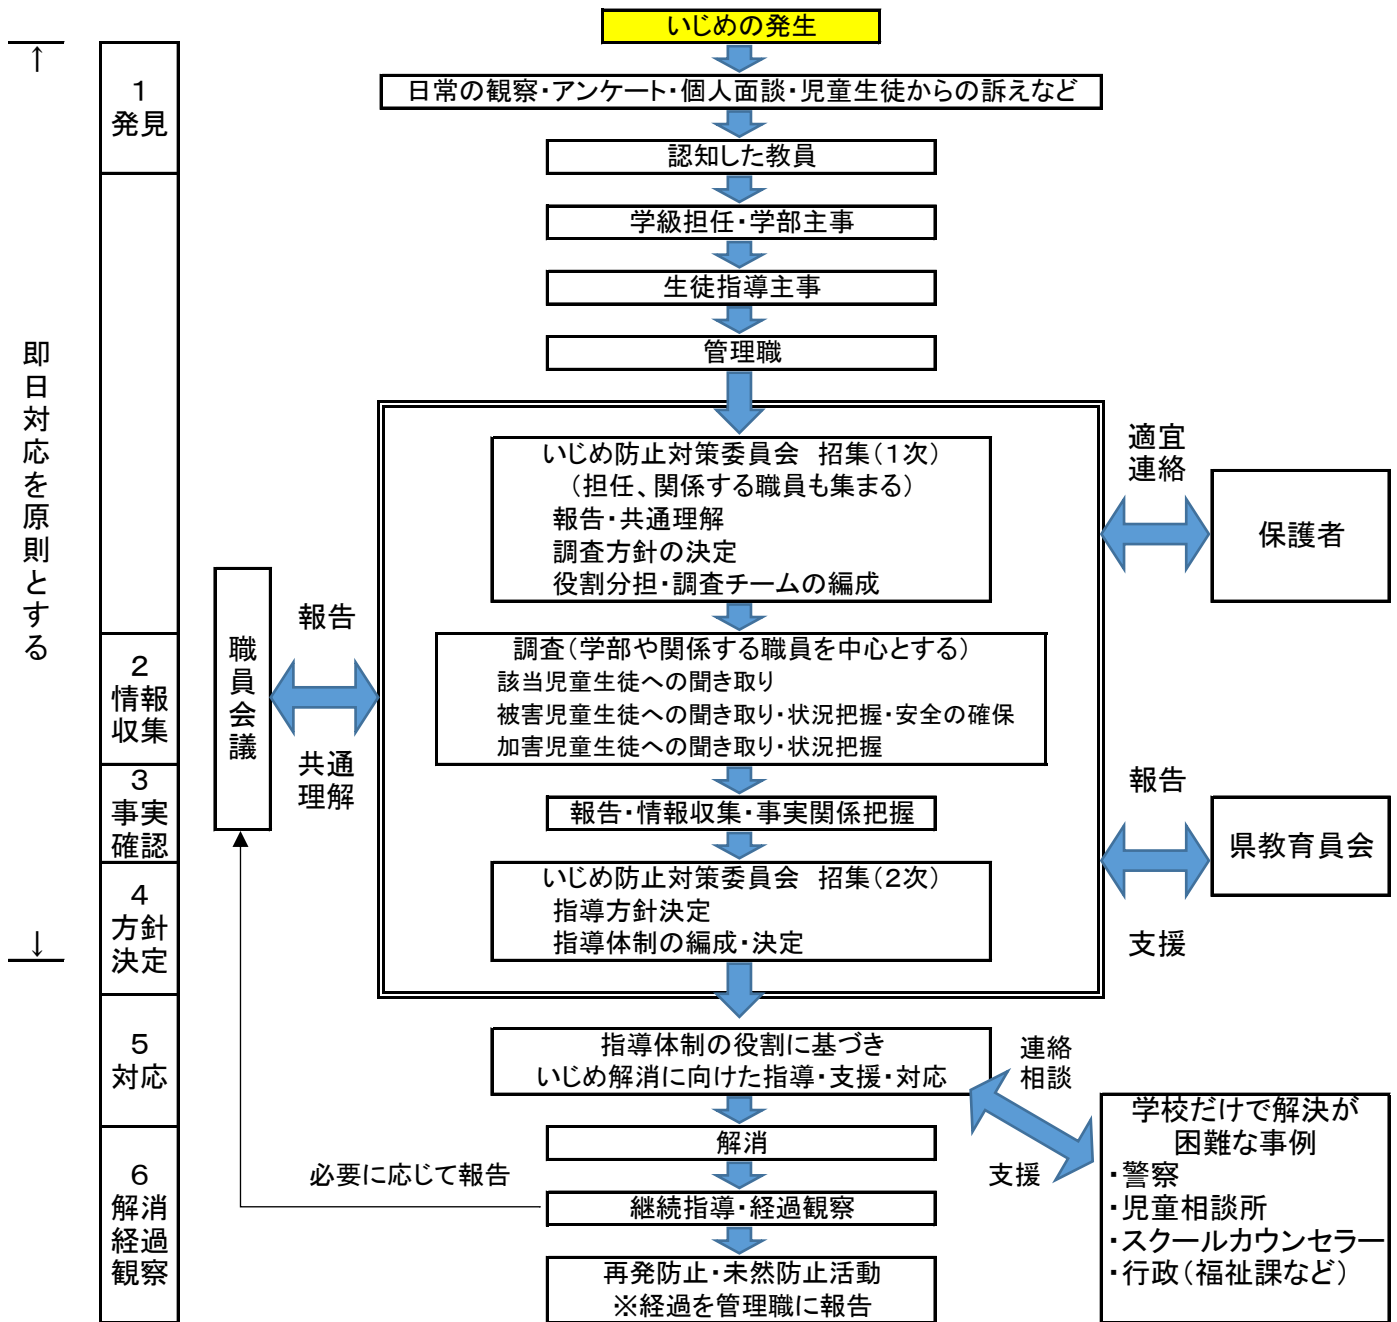 いじめの発生
↑
1
発見
日常の観察・アンケート・個人面談・児童生徒からの訴えなど
認知した教員
学級担任・学部主事
生徒指導主事
管理職
即日対応を原則とする
いじめ防止対策委員会 招集(1次)
(担任、関係する職員も集まる)
報告・共通理解
調査方針の決定
役割分担・調査チームの編成
適宜
連絡
保護者
職員会議
報告
共通
理解
2
情報
収集
調査(学部や関係する職員を中心とする)
該当児童生徒への聞き取り
被害児童生徒への聞き取り・状況把握・安全の確保
加害児童生徒への聞き取り・状況把握
3
事実
確認
報告・情報収集・事実関係把握
報告
県教育員会
支援
4
方針
決定
↓
いじめ防止対策委員会 招集(2次)
指導方針決定
指導体制の編成・決定
5
対応
指導体制の役割に基づき
いじめ解消に向けた指導・支援・対応
連絡
相談
支援
学校だけで解決が
困難な事例
・警察
・児童相談所
・スクールカウンセラー
・行政(福祉課など)
6
解消
経過
観察
解消
必要に応じて報告
継続指導・経過観察
再発防止・未然防止活動
※経過を管理職に報告